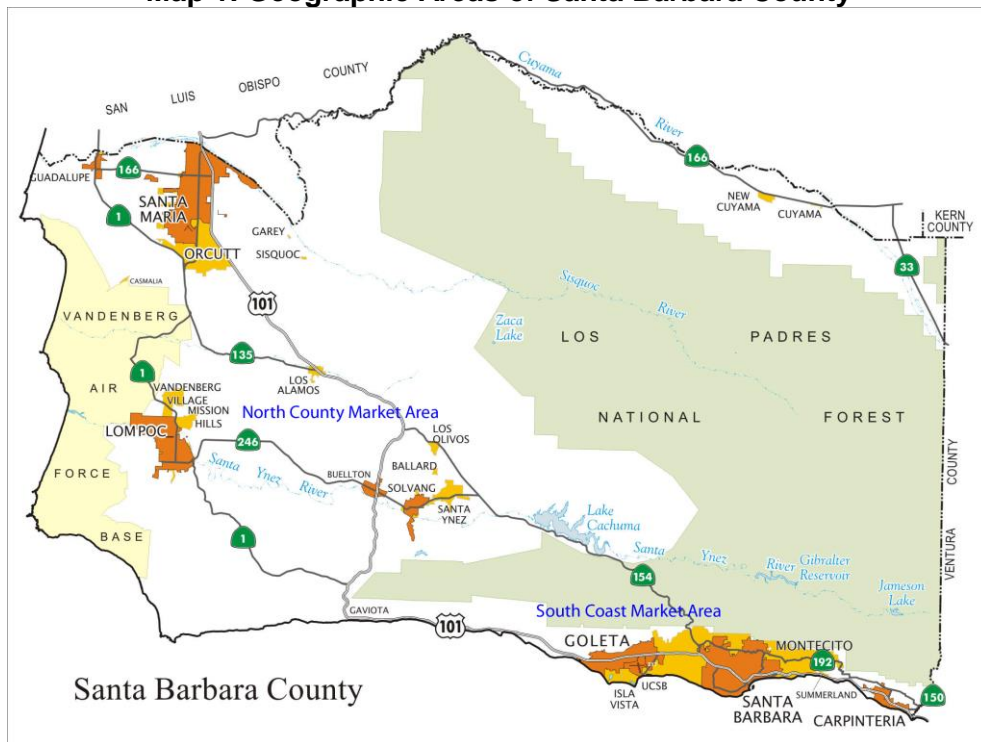 Map 1: Geographic Areas of Santa Barbara County
SAN LUIS OBISPO COUNTY
Cuyama
River
166
GUADALUPE
166
SANTA
MARIA
1
ORCUTT
GAREY
SISQUOC
NEW
CUYAMA
CUYAMA
KERN
COUNTY
33
CASMALIA
101
Sisquoc
River
VANDENBERG
AIR
FORCE
BASE
Zaca
Lake
LOS PADRES
NATIONAL FOREST
135
LOS
ALAMOS
1
VANDENBERG
VILLAGE
MISSION
HILLS
North County Market Area
LOMPOC
246
LOS
OLIVOS
BALLARD
BUELLTON
SOLVANG
SANTA
YNEZ
Santa Ynez River
VENTURA COUNTY
Lake
Cachuma
Santa Ynez River
Gibralter
Reservoir
Jameson
Lake
1
154
GAVIOTA
101
South Coast Market Area
GOLETA
MONTECITO
192
ISLA
VISTA
UCSB
SUMMERLAND
SANTA
BARBARA
CARPINTERIA
150
Santa Barbara County